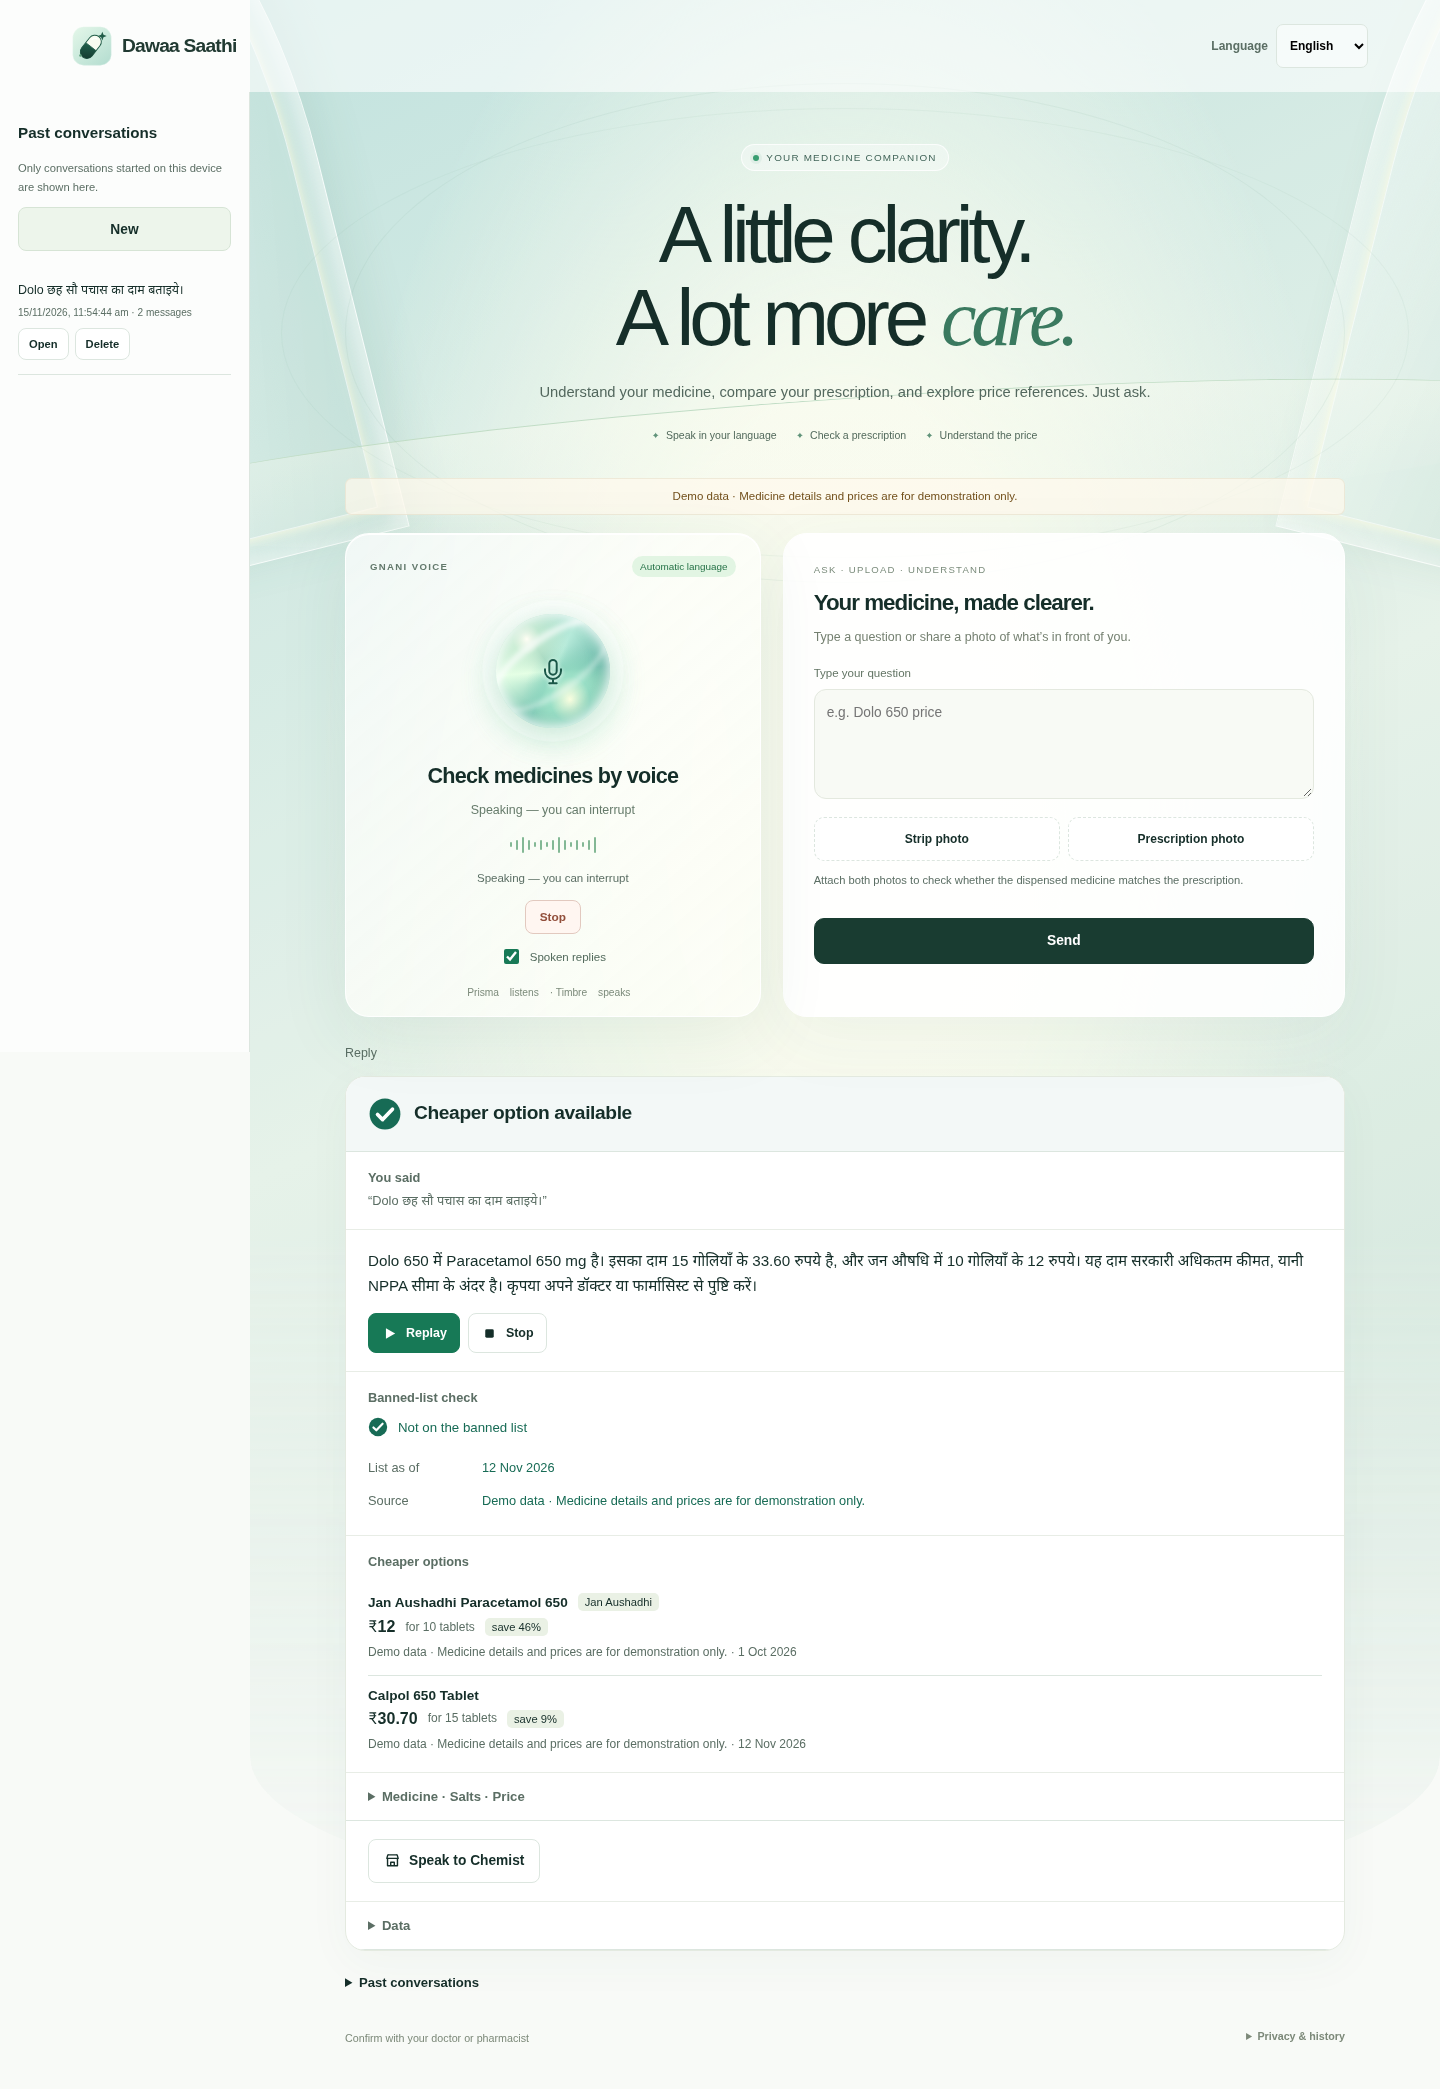 Dawaa Saathi
Language
English
Past conversations
Only conversations started on this device
are shown here.
New
Dolo छह सौ पचास का दाम बताइये।
15/11/2026, 11:54:44 am · 2 messages
Open
Delete
YOUR MEDICINE COMPANION
A little clarity.
A lot more care.
Understand your medicine, compare your prescription, and explore price references. Just ask.
Speak in your language
Check a prescription
Understand the price
Demo data · Medicine details and prices are for demonstration only.
GNANI VOICE
Automatic language
Check medicines by voice
Speaking — you can interrupt
Speaking — you can interrupt
Stop
Spoken replies
Prisma listens · Timbre speaks
ASK · UPLOAD · UNDERSTAND
Your medicine, made clearer.
Type a question or share a photo of what's in front of you.
Type your question
e.g. Dolo 650 price
Strip photo
Prescription photo
Attach both photos to check whether the dispensed medicine matches the prescription.
Send
Reply
Cheaper option available
You said
“Dolo छह सौ पचास का दाम बताइये।”
Dolo 650 में Paracetamol 650 mg है। इसका दाम 15 गोलियाँ के 33.60 रुपये है, और जन औषधि में 10 गोलियाँ के 12 रुपये। यह दाम सरकारी अधिकतम कीमत, यानी
NPPA सीमा के अंदर है। कृपया अपने डॉक्टर या फार्मासिस्ट से पुष्टि करें।
Replay
Stop
Banned-list check
Not on the banned list
List as of 12 Nov 2026
Source Demo data · Medicine details and prices are for demonstration only.
Cheaper options
Jan Aushadhi Paracetamol 650 Jan Aushadhi
₹12 for 10 tablets save 46%
Demo data · Medicine details and prices are for demonstration only. · 1 Oct 2026
Calpol 650 Tablet
₹30.70 for 15 tablets save 9%
Demo data · Medicine details and prices are for demonstration only. · 12 Nov 2026
Medicine · Salts · Price
Speak to Chemist
Data
Past conversations
Confirm with your doctor or pharmacist
Privacy & history